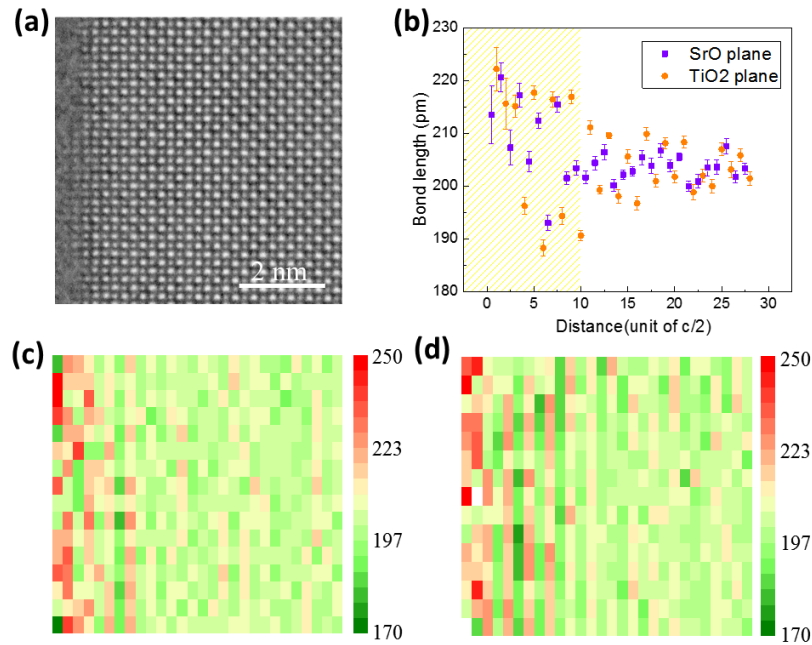 (a)
2 nm
(b)
230
220
210
200
190
180
Bond length (pm)
SrO plane
TiO2 plane
0 5 10 15 20 25 30
Distance(unit of c/2)
(c)
250
223
197
170
(d)
250
223
197
170